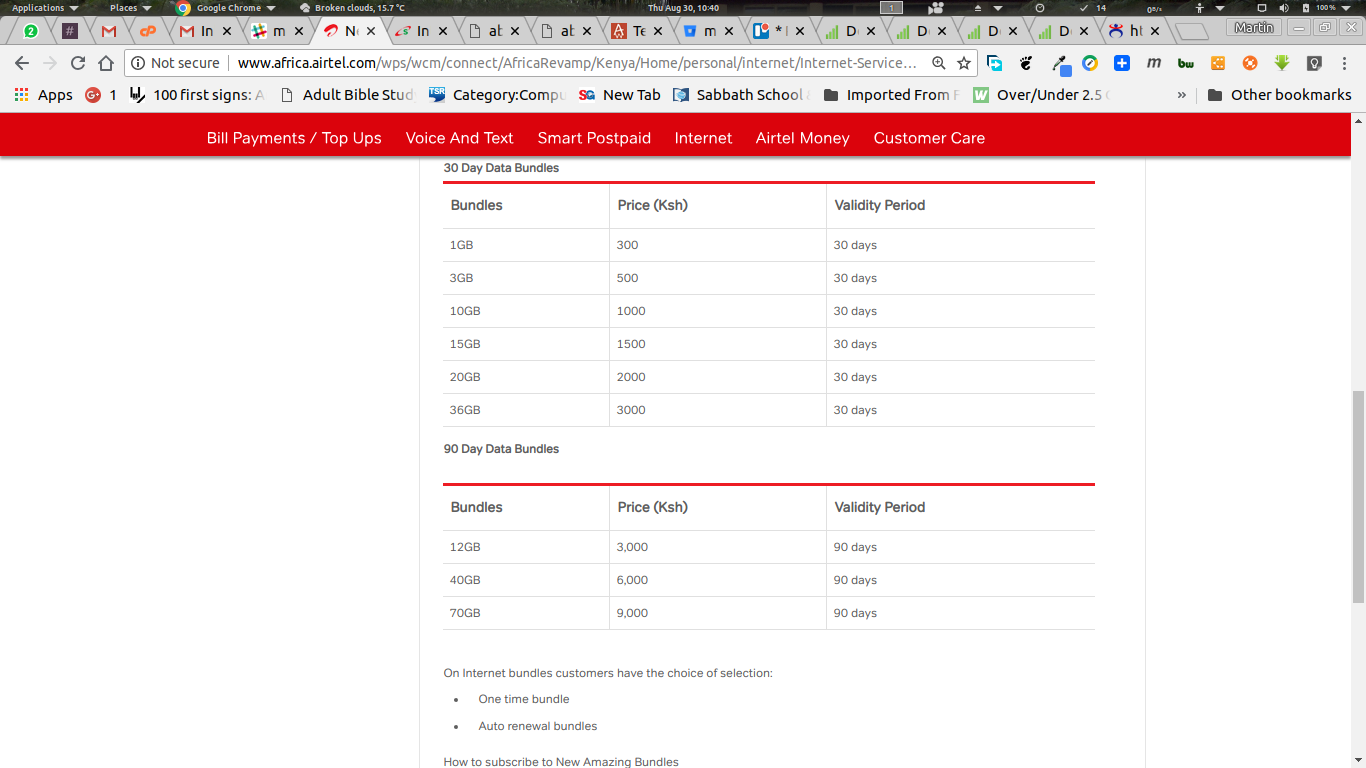 Applications Places Google Chrome Broken clouds, 15.7 °C Thu Aug 30, 10:40 1 14 0B/s 100%
2 # M cP In m N In ab ab Te m * D D D D ht Martin
Not secure www.africa.airtel.com/wps/wcm/connect/AfricaRevamp/Kenya/Home/personal/internet/Internet-Service... m bw
Apps G+ 1 100 first signs: A Adult Bible Stud TSR Category:Compu SG New Tab Sabbath School Imported From F W Over/Under 2.5 » Other bookmarks
Bill Payments / Top Ups Voice And Text Smart Postpaid Internet Airtel Money Customer Care
30 Day Data Bundles
Bundles Price (Ksh) Validity Period
1GB 300 30 days
3GB 500 30 days
10GB 1000 30 days
15GB 1500 30 days
20GB 2000 30 days
36GB 3000 30 days
90 Day Data Bundles
Bundles Price (Ksh) Validity Period
12GB 3,000 90 days
40GB 6,000 90 days
70GB 9,000 90 days
On Internet bundles customers have the choice of selection:
• One time bundle
• Auto renewal bundles
How to subscribe to New Amazing Bundles